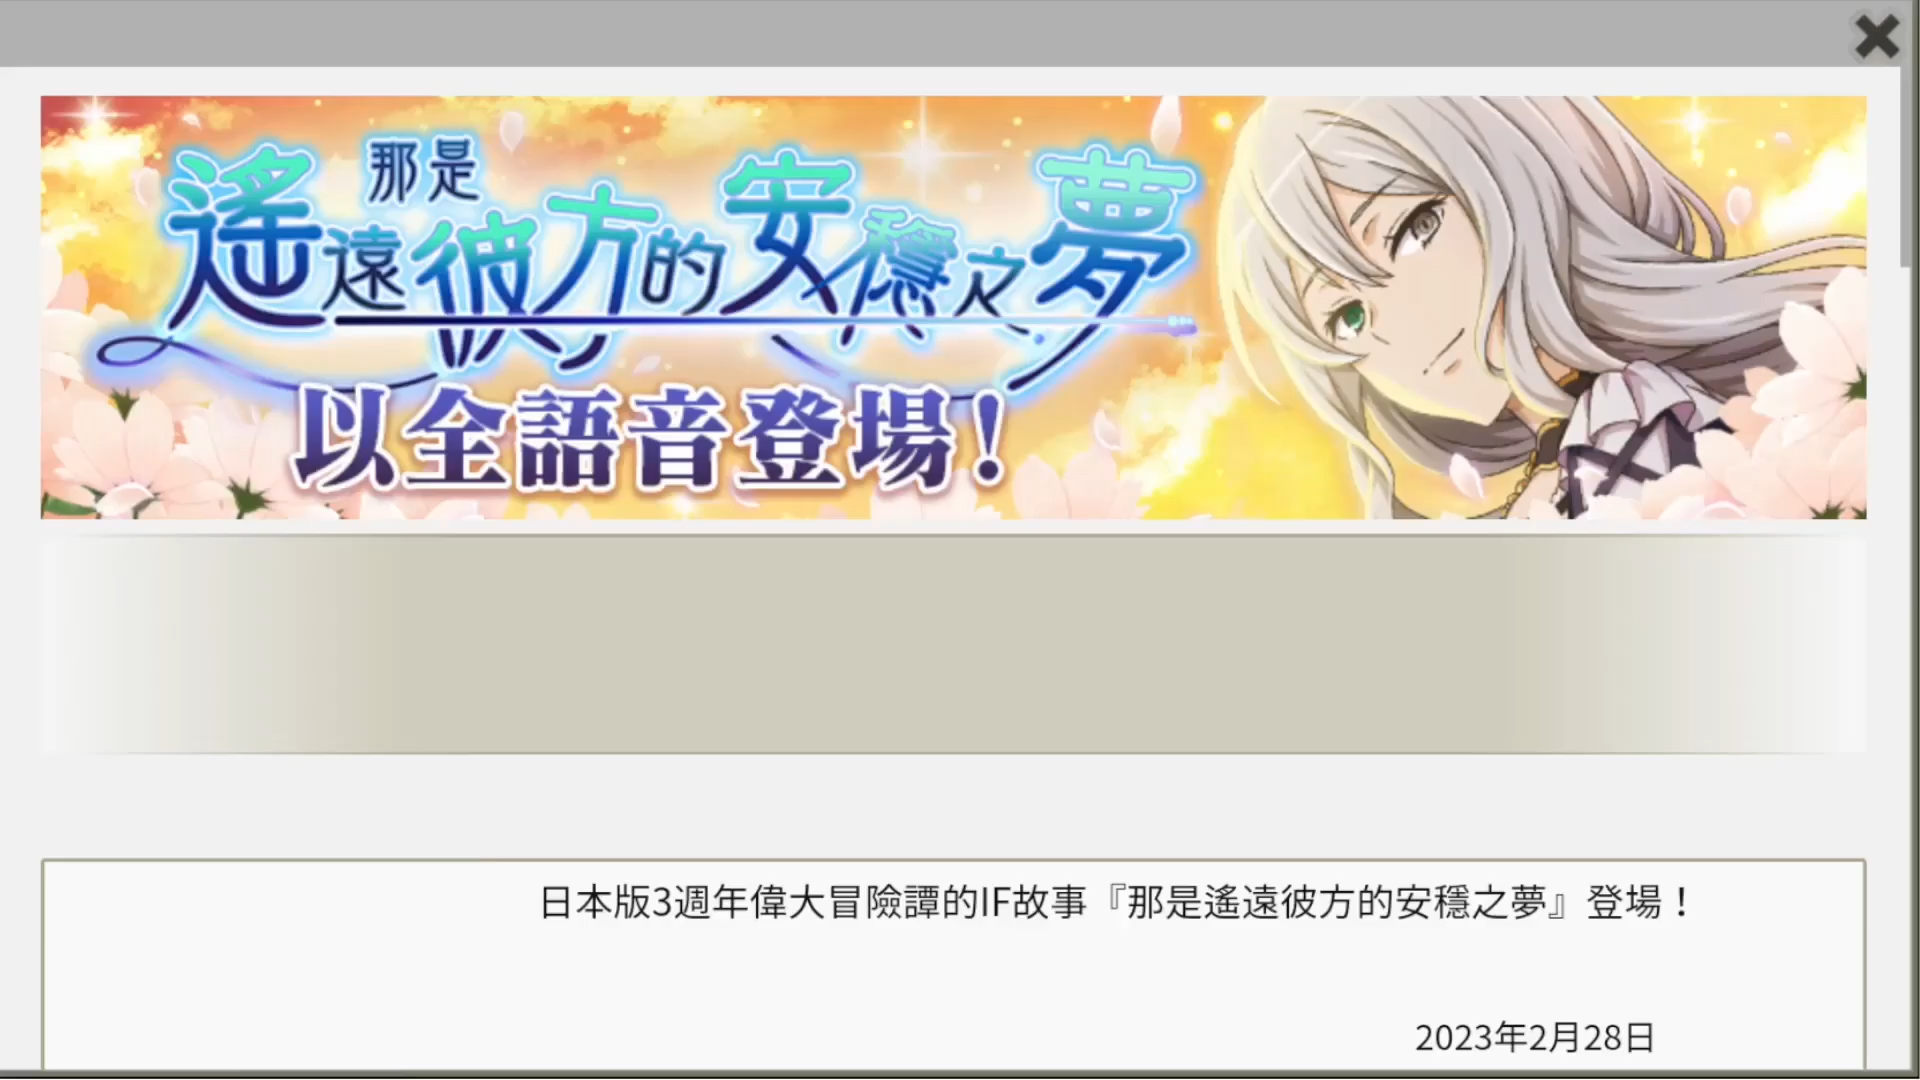 那是
遙遠彼方的安穩之夢
以全語音登場!
日本版3週年偉大冒險譚的IF故事『那是遙遠彼方的安穩之夢』登場！
2023年2月28日